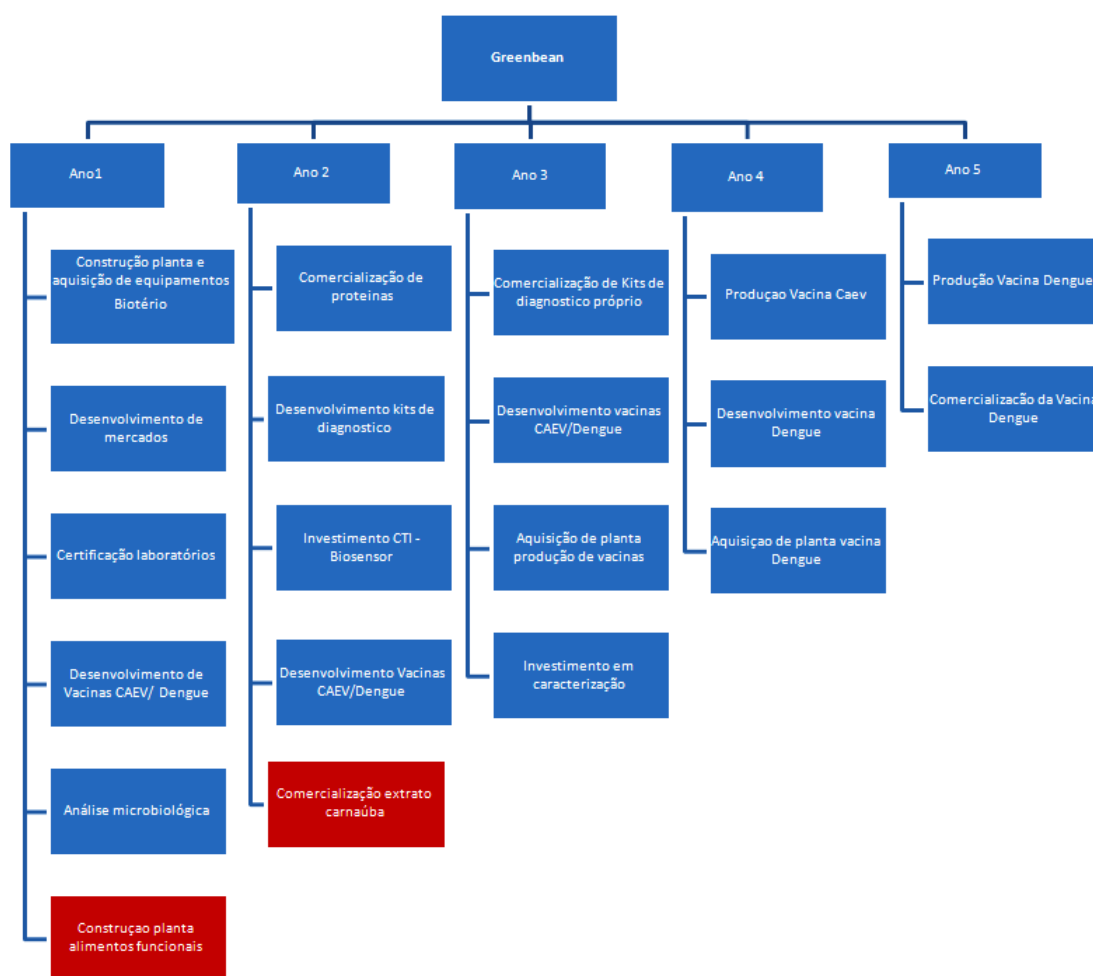 Greenbean
Ano1
Ano 2
Ano 3
Ano 4
Ano 5
Construção planta e
aquisição de equipamentos
Biotério
Desenvolvimento de
mercados
Certificação laboratórios
Desenvolvimento de
Vacinas CAEV/ Dengue
Análise microbiológica
Construçao planta
alimentos funcionais
Comercialização de
proteinas
Desenvolvimento kits de
diagnostico
Investimento CTI -
Biosensor
Desenvolvimento Vacinas
CAEV/Dengue
Comercialização extrato
carnaúba
Comercialização de Kits de
diagnostico próprio
Desenvolvimento vacinas
CAEV/Dengue
Aquisição de planta
produção de vacinas
Investimento em
caracterização
Produçao Vacina Caev
Desenvolvimento vacina
Dengue
Aquisiçao de planta vacina
Dengue
Produção Vacina Dengue
Comercialização da Vacina
Dengue